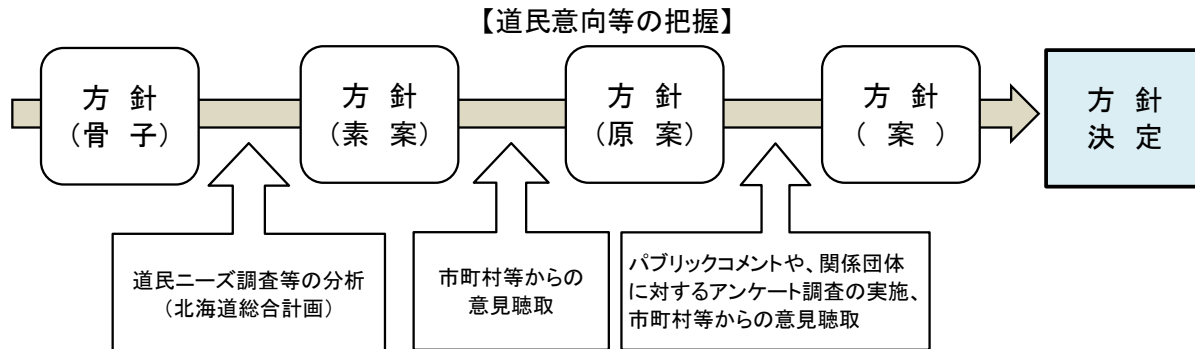 【道民意向等の把握】
方 針
(骨 子)
方 針
(素 案)
方 針
(原 案)
方 針
( 案 )
方 針
決 定
道民ニーズ調査等の分析
(北海道総合計画)
市町村等からの
意見聴取
パブリックコメントや、関係団体
に対するアンケート調査の実施、
市町村等からの意見聴取